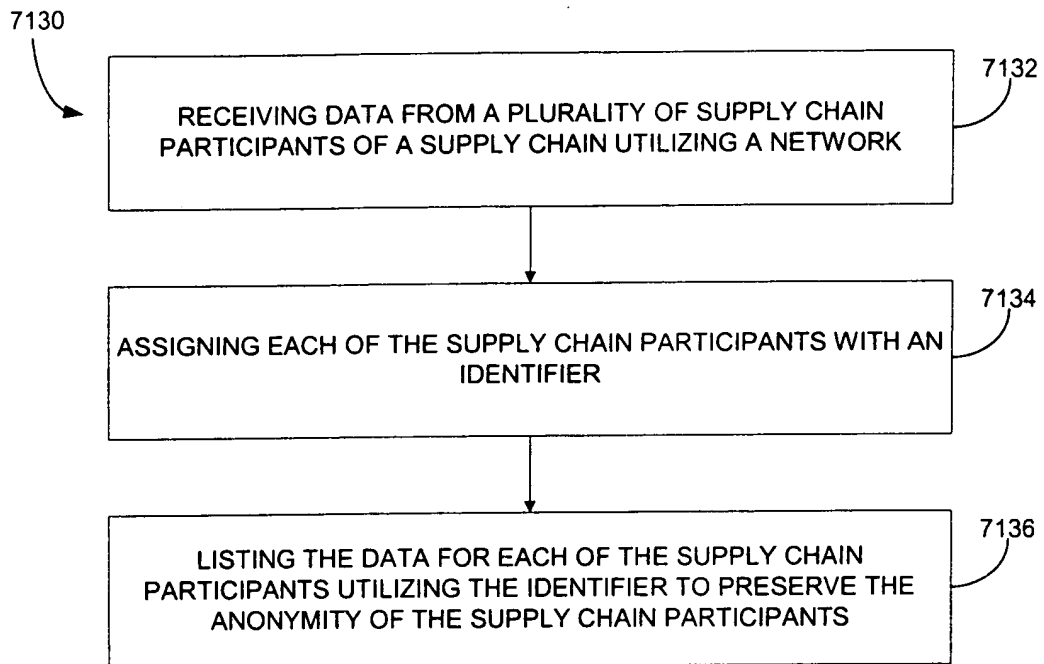 7130
7132
RECEIVING DATA FROM A PLURALITY OF SUPPLY CHAIN
PARTICIPANTS OF A SUPPLY CHAIN UTILIZING A NETWORK
7134
ASSIGNING EACH OF THE SUPPLY CHAIN PARTICIPANTS WITH AN
IDENTIFIER
7136
LISTING THE DATA FOR EACH OF THE SUPPLY CHAIN
PARTICIPANTS UTILIZING THE IDENTIFIER TO PRESERVE THE
ANONYMITY OF THE SUPPLY CHAIN PARTICIPANTS